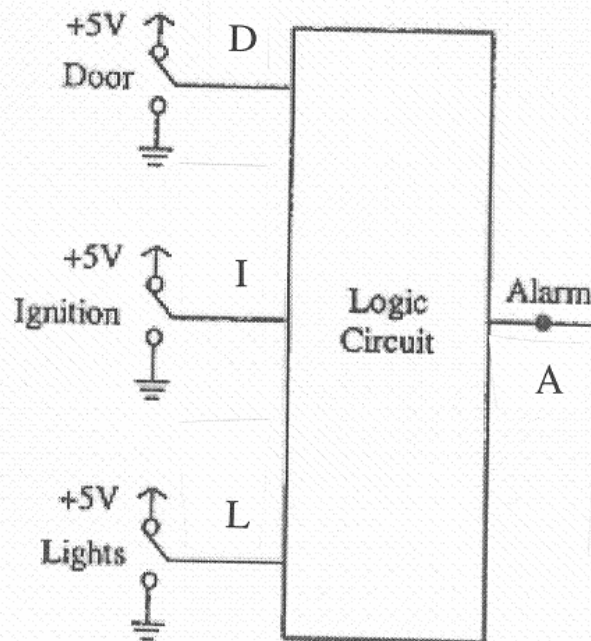 +5V D
Door
+5V I
Ignition
Logic
Circuit
Alarm
A
+5V L
Lights